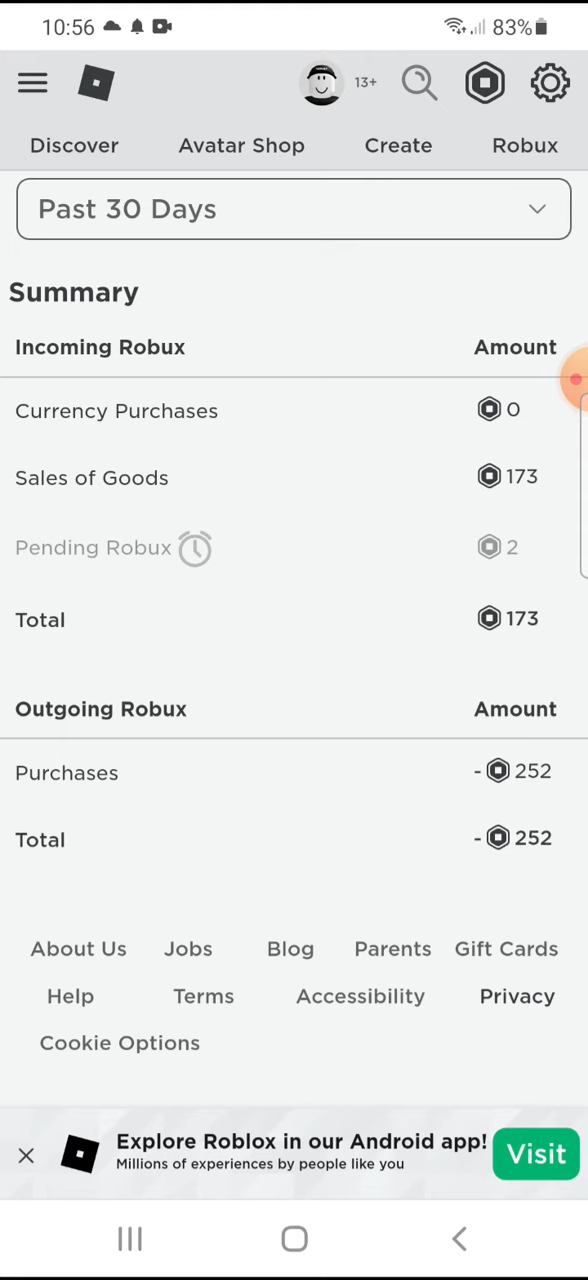 10:56 83%
13+
Discover Avatar Shop Create Robux
Past 30 Days
Summary
Incoming Robux Amount
Currency Purchases 0
Sales of Goods 173
Pending Robux 2
Total 173
Outgoing Robux Amount
Purchases - 252
Total - 252
About Us Jobs Blog Parents Gift Cards
Help Terms Accessibility Privacy
Cookie Options
Explore Roblox in our Android app!
Millions of experiences by people like you
Visit